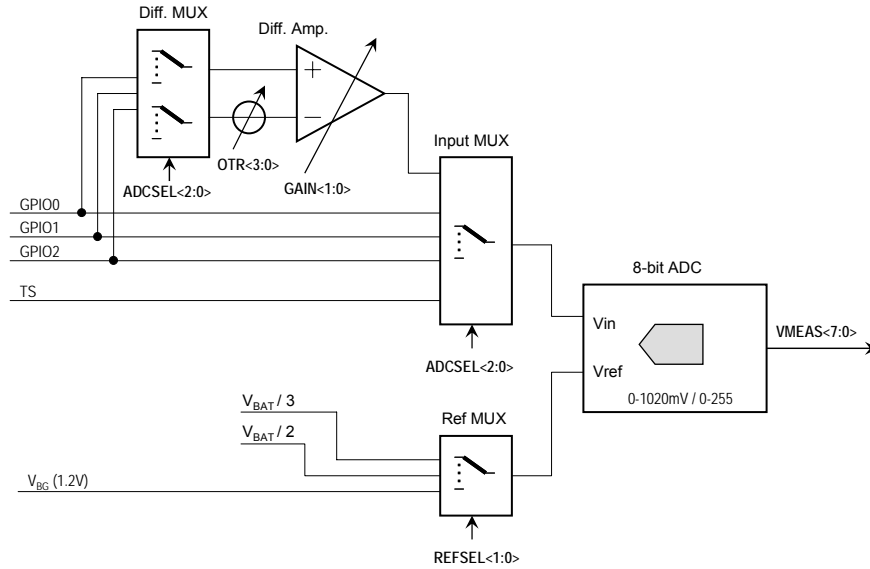 Diff. MUX
Diff. Amp.
+
−
OTR<3:0>
GAIN<1:0>
ADCSEL<2:0>
Input MUX
GPIO0
GPIO1
GPIO2
TS
8-bit ADC
Vin
Vref
0-1020mV / 0-255
VMEAS<7:0>
ADCSEL<2:0>
VBAT / 3
VBAT / 2
Ref MUX
VBG (1.2V)
REFSEL<1:0>